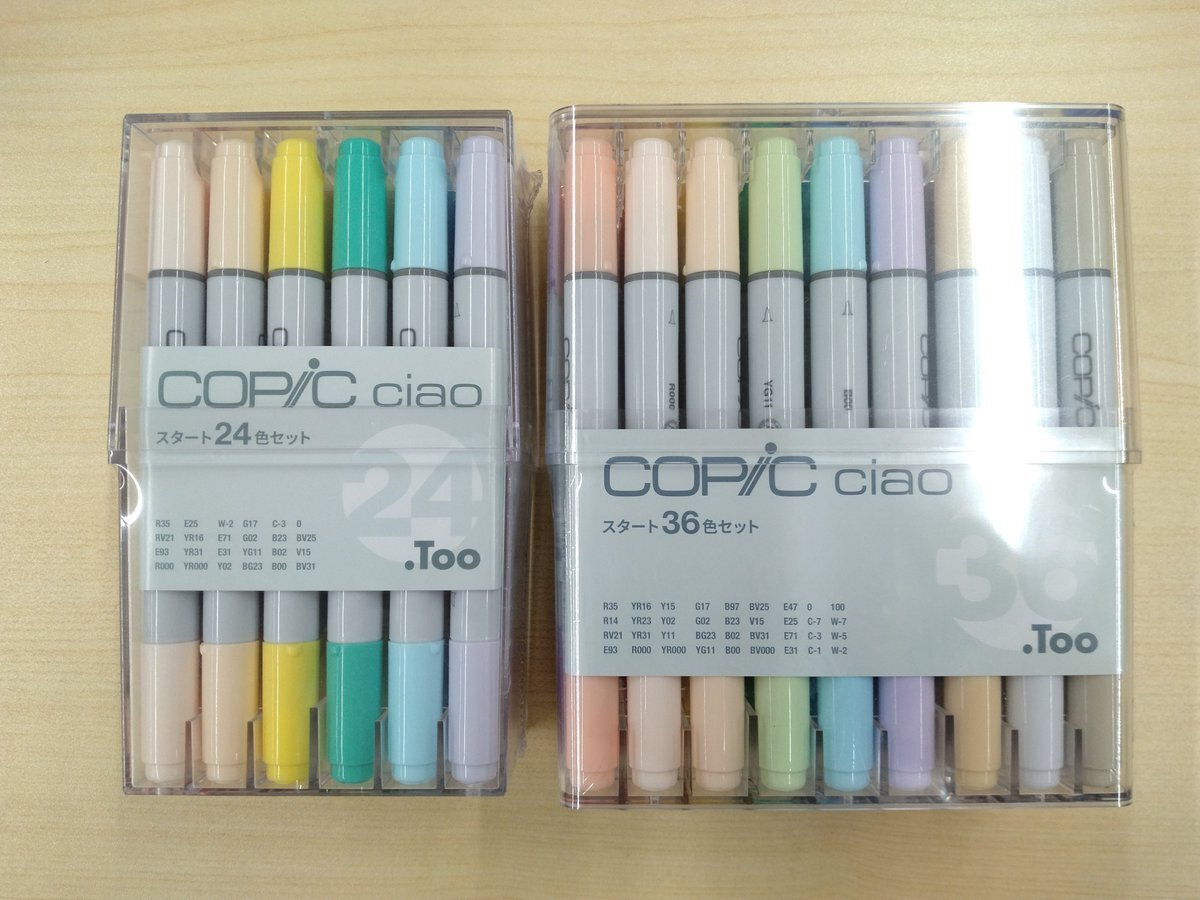 COPiC ciao
スタート24色セット
24
R35 E25 W-2 G17 C-3 0
RV21 YR16 E71 G02 B23 BV25
E93 YR31 E31 YG11 B02 V15
R000 YR000 Y02 BG23 B00 BV31
.Too
R000
YG11
B00
COPiC
COPiC ciao
スタート36色セット
36
R35 YR16 Y15 G17 B97 BV25 E47 0 100
R14 YR23 Y02 G02 B23 V15 E25 C-7 W-7
RV21 YR31 Y11 BG23 B02 BV31 E71 C-3 W-5
E93 R000 YR000 YG11 B00 BV000 E31 C-1 W-2
.Too